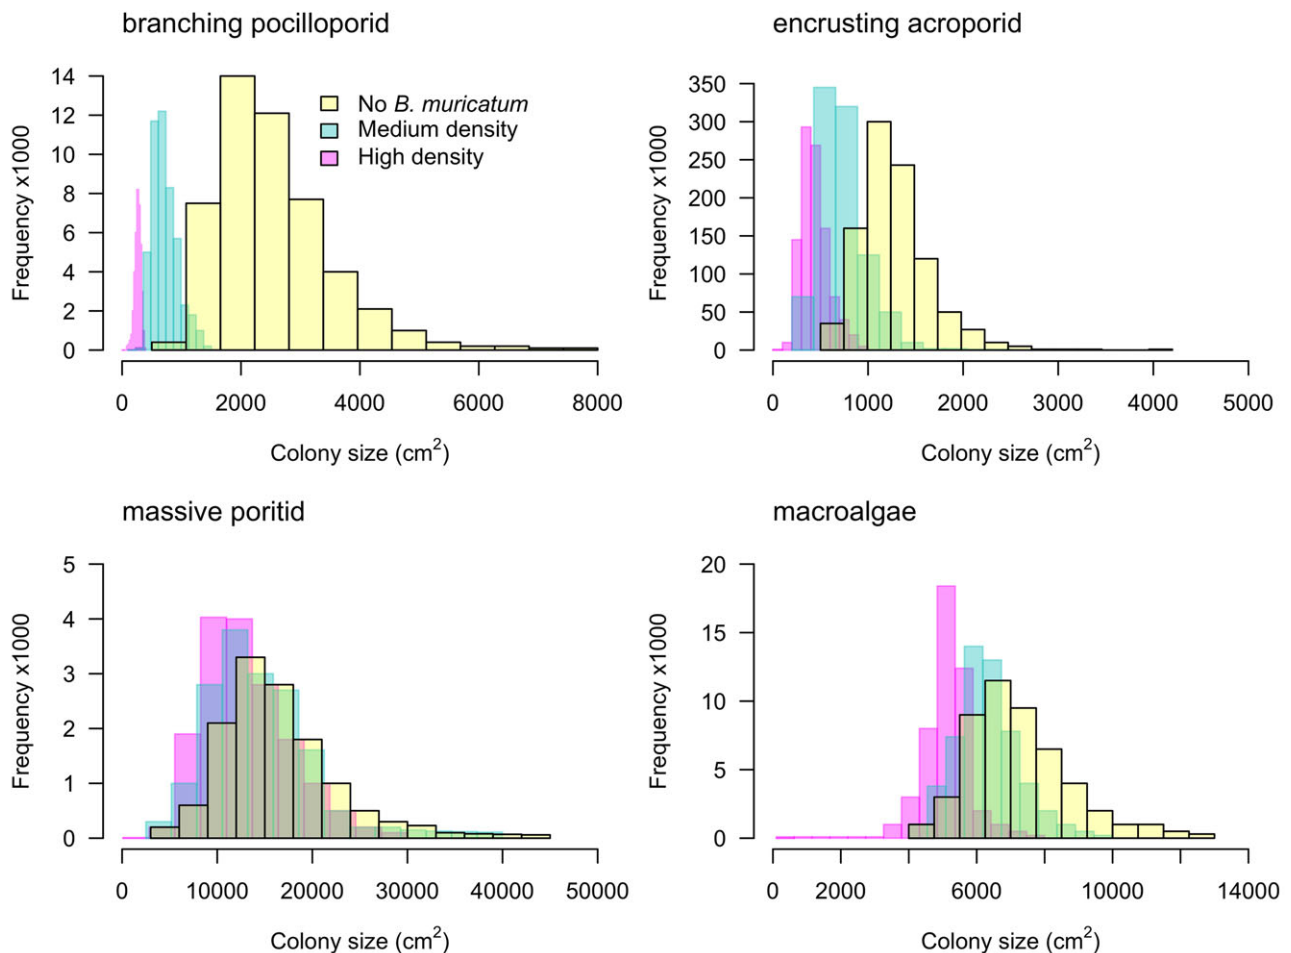 branching pocilloporid
Frequency x1000
14
12
10
8
6
4
2
0
No B. muricatum
Medium density
High density
0 2000 4000 6000 8000
Colony size (cm²)
encrusting acroporid
Frequency x1000
350
300
250
200
150
100
50
0
0 1000 2000 3000 4000 5000
Colony size (cm²)
massive poritid
Frequency x1000
5
4
3
2
1
0
0 10000 20000 30000 40000 50000
Colony size (cm²)
macroalgae
Frequency x1000
20
15
10
5
0
0 2000 6000 10000 14000
Colony size (cm²)